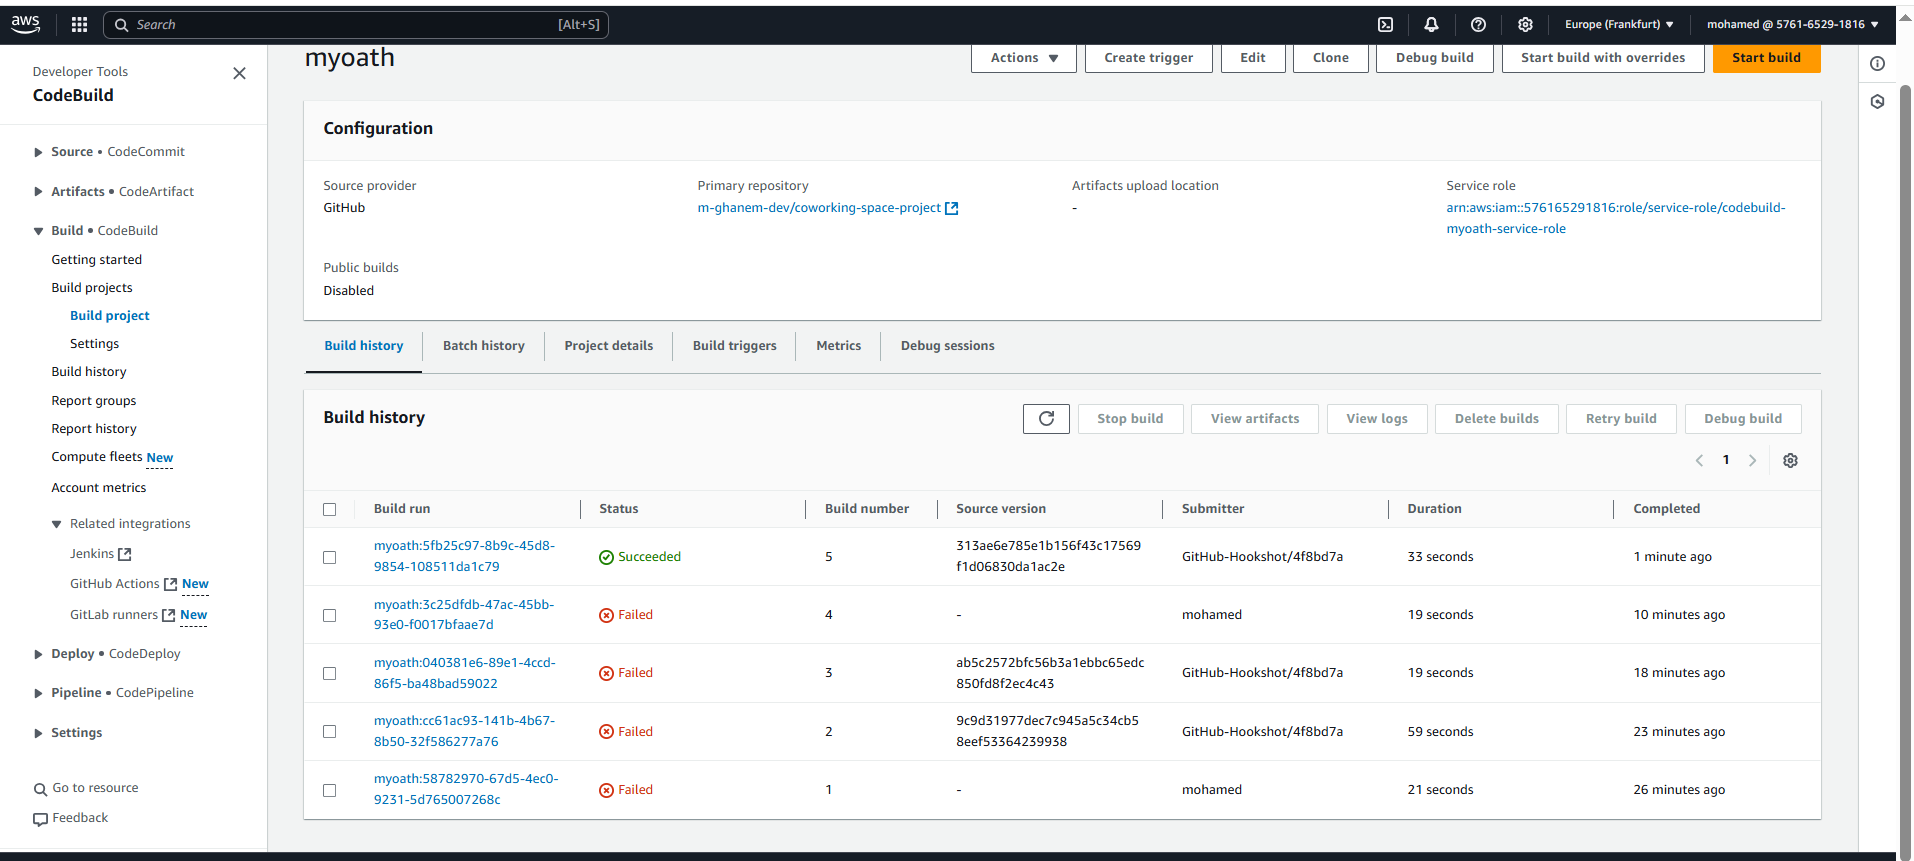 aws
Search
[Alt+S]
Europe (Frankfurt)
mohamed @ 5761-6529-1816
Developer Tools
CodeBuild
Source • CodeCommit
Artifacts • CodeArtifact
Build • CodeBuild
Getting started
Build projects
Build project
Settings
Build history
Report groups
Report history
Compute fleets New
Account metrics
Related integrations
Jenkins
GitHub Actions New
GitLab runners New
Deploy • CodeDeploy
Pipeline • CodePipeline
Settings
Go to resource
Feedback
myoath
Actions
Create trigger
Edit
Clone
Debug build
Start build with overrides
Start build
Configuration
Source provider
GitHub
Primary repository
m-ghanem-dev/coworking-space-project
Artifacts upload location
-
Service role
arn:aws:iam::576165291816:role/service-role/codebuild-
myoath-service-role
Public builds
Disabled
Build history
Batch history
Project details
Build triggers
Metrics
Debug sessions
Build history
Stop build
View artifacts
View logs
Delete builds
Retry build
Debug build
1
Build run Status Build number Source version Submitter Duration Completed
myoath:5fb25c97-8b9c-45d8-
9854-108511da1c79
Succeeded
5
313ae6e785e1b156f43c17569
f1d06830da1ac2e
GitHub-Hookshot/4f8bd7a
33 seconds
1 minute ago
myoath:3c25dfdb-47ac-45bb-
93e0-f0017bfaae7d
Failed
4
-
mohamed
19 seconds
10 minutes ago
myoath:040381e6-89e1-4ccd-
86f5-ba48bad59022
Failed
3
ab5c2572bfc56b3a1ebbc65edc
850fd8f2ec4c43
GitHub-Hookshot/4f8bd7a
19 seconds
18 minutes ago
myoath:cc61ac93-141b-4b67-
8b50-32f586277a76
Failed
2
9c9d31977dec7c945a5c34cb5
8eef53364239938
GitHub-Hookshot/4f8bd7a
59 seconds
23 minutes ago
myoath:58782970-67d5-4ec0-
9231-5d765007268c
Failed
1
-
mohamed
21 seconds
26 minutes ago